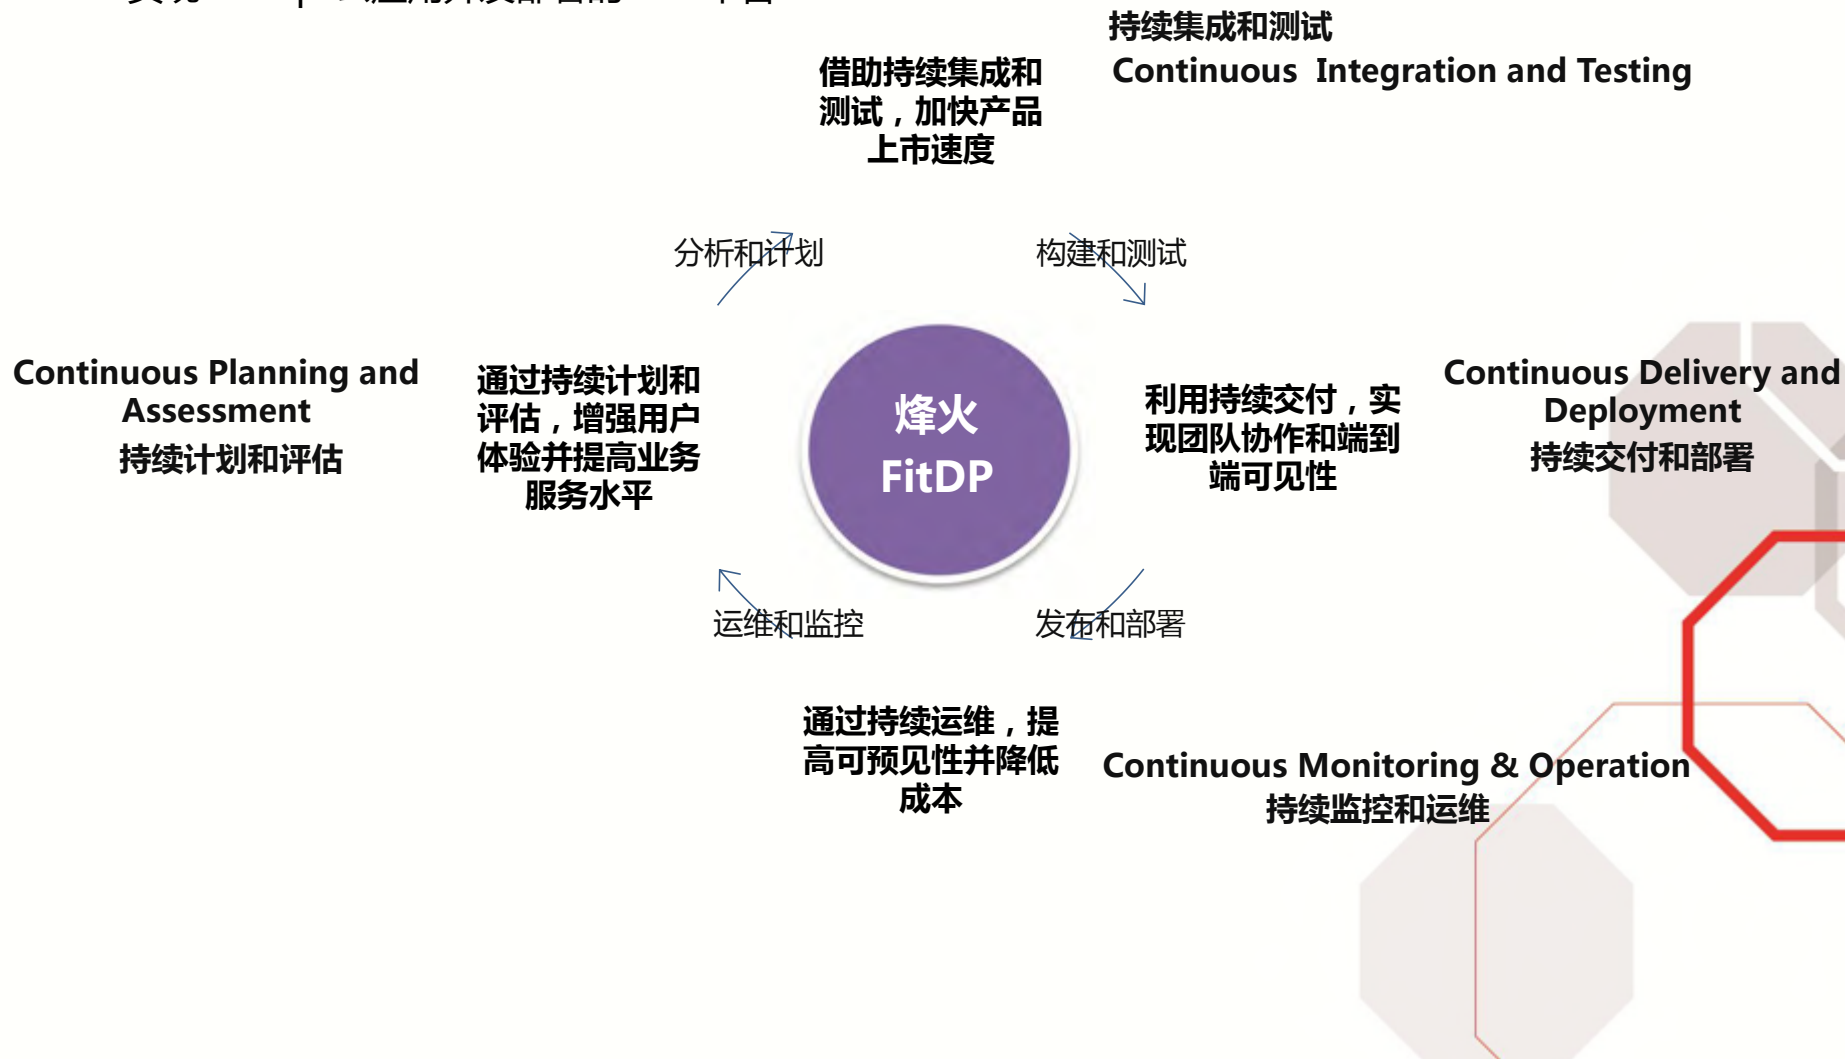 持续集成和测试
Continuous Integration and Testing
借助持续集成和
测试，加快产品
上市速度
分析和计划
构建和测试
Continuous Planning and
Assessment
持续计划和评估
通过持续计划和
评估，增强用户
体验并提高业务
服务水平
烽火
FitDP
利用持续交付，实
现团队协作和端到
端可见性
Continuous Delivery and
Deployment
持续交付和部署
运维和监控
发布和部署
通过持续运维，提
高可预见性并降低
成本
Continuous Monitoring & Operation
持续监控和运维